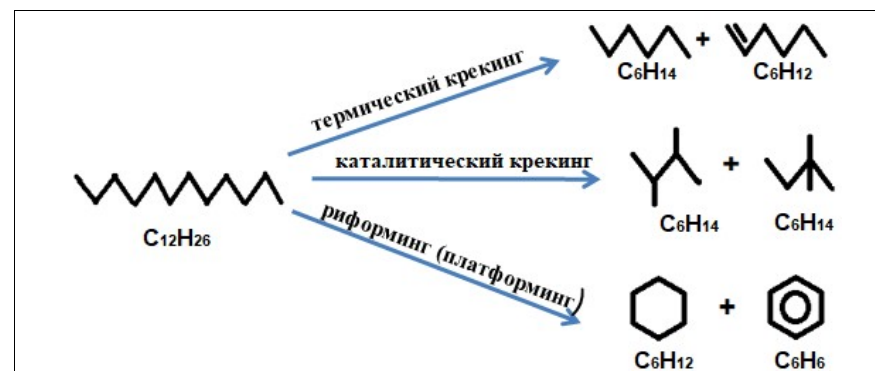 термический крекинг
C6H14 + C6H12
каталитический крекинг
+
C6H14 C6H14
C12H26
риформинг (платформинг)
+
C6H12 C6H6